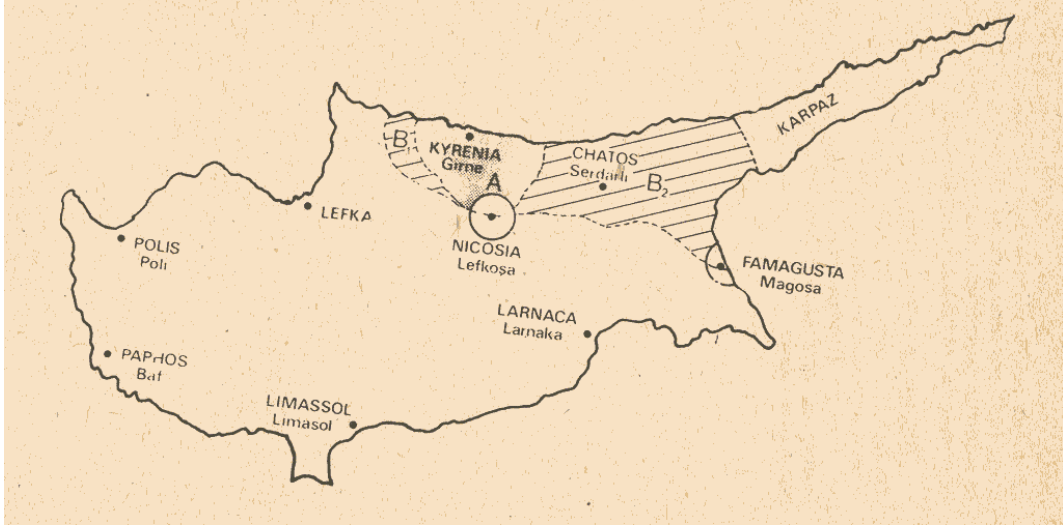 KARPAZ
B
KYRENIA
Girne
CHATOS
Serdarlı
A
B2
LEFKA
POLIS
Poli
NICOSIA
Lefkoşa
FAMAGUSTA
Magosa
LARNACA
Larnaka
PAPHOS
Baf
LIMASSOL
Limasol